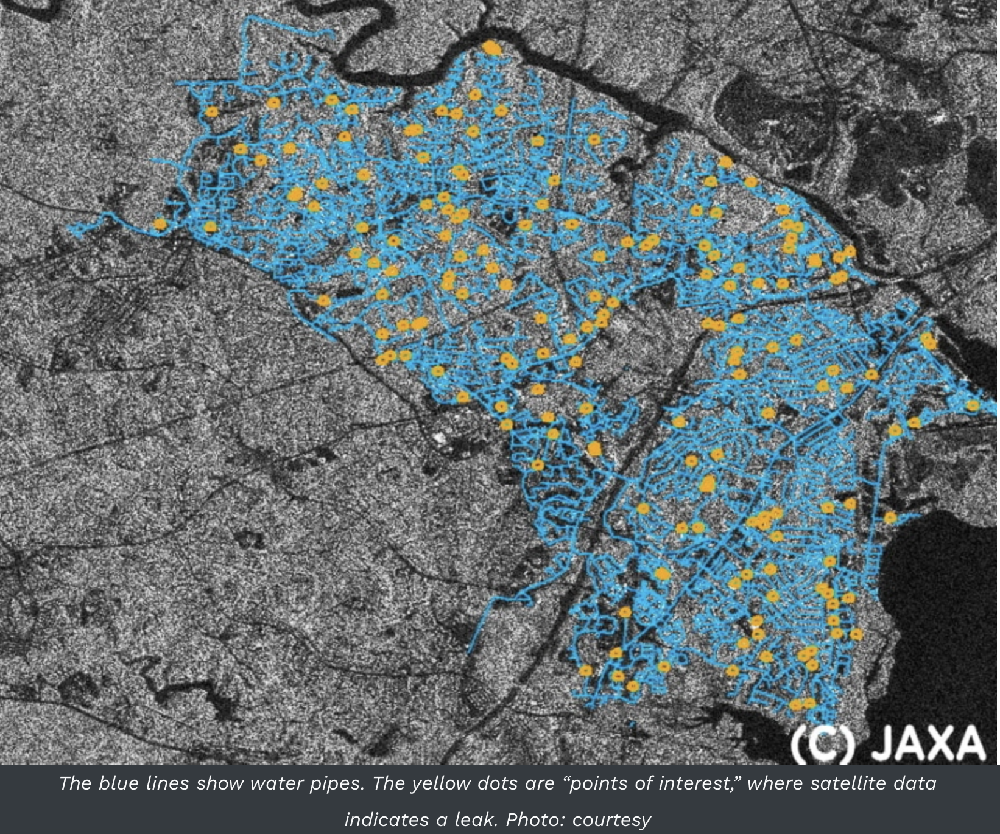 (C) JAXA
The blue lines show water pipes. The yellow dots are “points of interest,” where satellite data
indicates a leak. Photo: courtesy